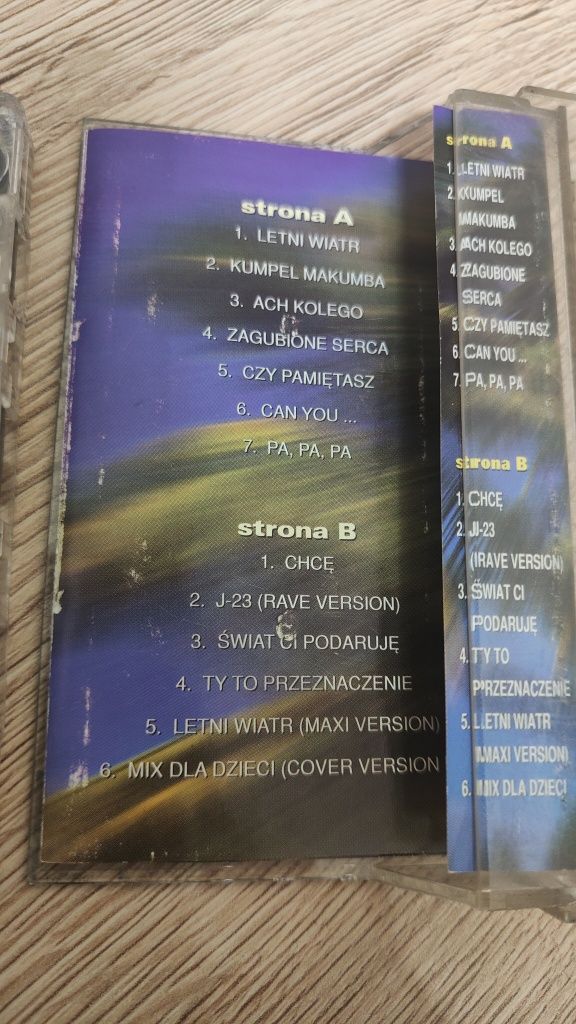 strona A
1. LETNI WIATR
2. KUMPEL MAKUMBA
3. ACH KOLEGO
4. ZAGUBIONE SERCA
5. CZY PAMIĘTASZ
6. CAN YOU ...
7. PA, PA, PA
strona B
1. CHCĘ
2. J-23 (RAVE VERSION)
3. ŚWIAT CI PODARUJĘ
4. TY TO PRZEZNACZENIE
5. LETNI WIATR (MAXI VERSION)
6. MIX DLA DZIECI (COVER VERSION
strona A
1. LETNI WIATR
2. KUMPEL
MAKUMBA
3. ACH KOLEGO
4. ZAGUBIONE
SERCA
5. CZY PAMIĘTASZ
6. CAN YOU ...
7. PA, PA, PA
strona B
1. CHCĘ
2. J-23
(RAVE VERSION)
3. ŚWIAT CI
PODARUJĘ
4. TY TO
PRZEZNACZENIE
5. LETNI WIATR
(MAXI VERSION)
6. MIX DLA DZIECI